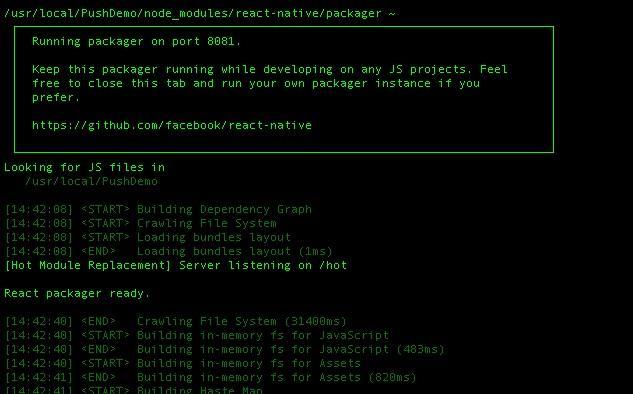 /usr/local/PushDemo/node_modules/react-native/packager ~
Running packager on port 8081.
Keep this packager running while developing on any JS projects. Feel
free to close this tab and run your own packager instance if you
prefer.
https://github.com/facebook/react-native
Looking for JS files in
/usr/local/PushDemo
[14:42:08] <START> Building Dependency Graph
[14:42:08] <START> Crawling File System
[14:42:08] <START> Loading bundles layout
[14:42:08] <END>   Loading bundles layout (1ms)
[Hot Module Replacement] Server listening on /hot
React packager ready.
[14:42:40] <END>   Crawling File System (31400ms)
[14:42:40] <START> Building in-memory fs for JavaScript
[14:42:40] <END>   Building in-memory fs for JavaScript (483ms)
[14:42:40] <START> Building in-memory fs for Assets
[14:42:41] <END>   Building in-memory fs for Assets (820ms)
[14:42:41] <START> Building Haste Map